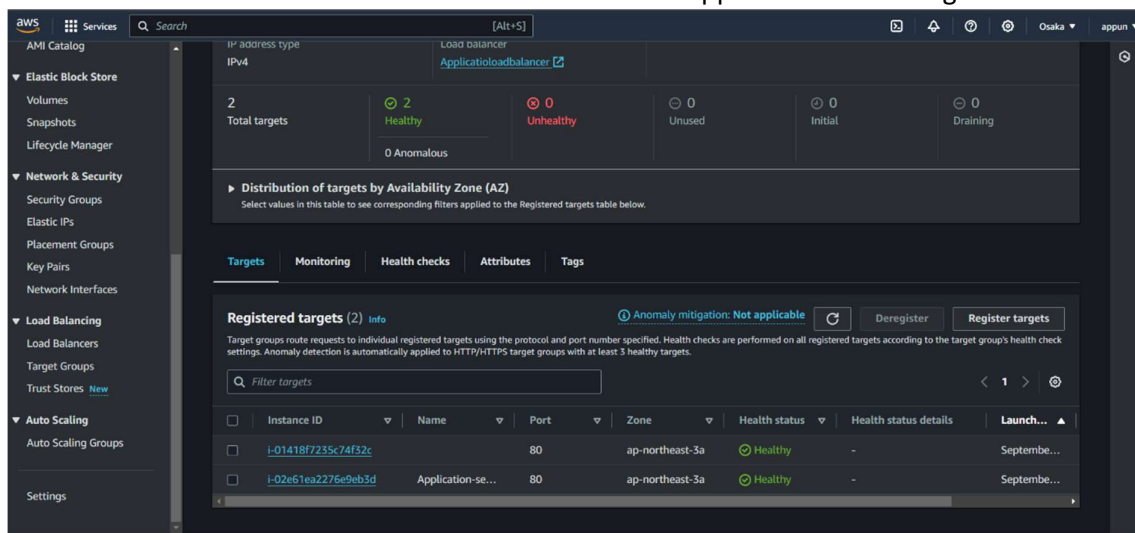 aws Services Search [Alt+S] Osaka ▼ appun
AMI Catalog
▼ Elastic Block Store
Volumes
Snapshots
Lifecycle Manager
▼ Network & Security
Security Groups
Elastic IPs
Placement Groups
Key Pairs
Network Interfaces
▼ Load Balancing
Load Balancers
Target Groups
Trust Stores New
▼ Auto Scaling
Auto Scaling Groups
Settings
IP address type
IPv4
Load balancer
Applicatioloadbalancer
2
Total targets
2
Healthy
0 Anomalous
0
Unhealthy
0
Unused
0
Initial
0
Draining
▶ Distribution of targets by Availability Zone (AZ)
Select values in this table to see corresponding filters applied to the Registered targets table below.
Targets Monitoring Health checks Attributes Tags
Registered targets (2) Info Anomaly mitigation: Not applicable Deregister Register targets
Target groups route requests to individual registered targets using the protocol and port number specified. Health checks are performed on all registered targets according to the target group's health check
settings. Anomaly detection is automatically applied to HTTP/HTTPS target groups with at least 3 healthy targets.
Filter targets < 1 >
Instance ID Name Port Zone Health status Health status details Launch...
i-01418f7235c74f32c 80 ap-northeast-3a Healthy - Septembe...
i-02e61ea2276e9eb3d Application-se... 80 ap-northeast-3a Healthy - Septembe...